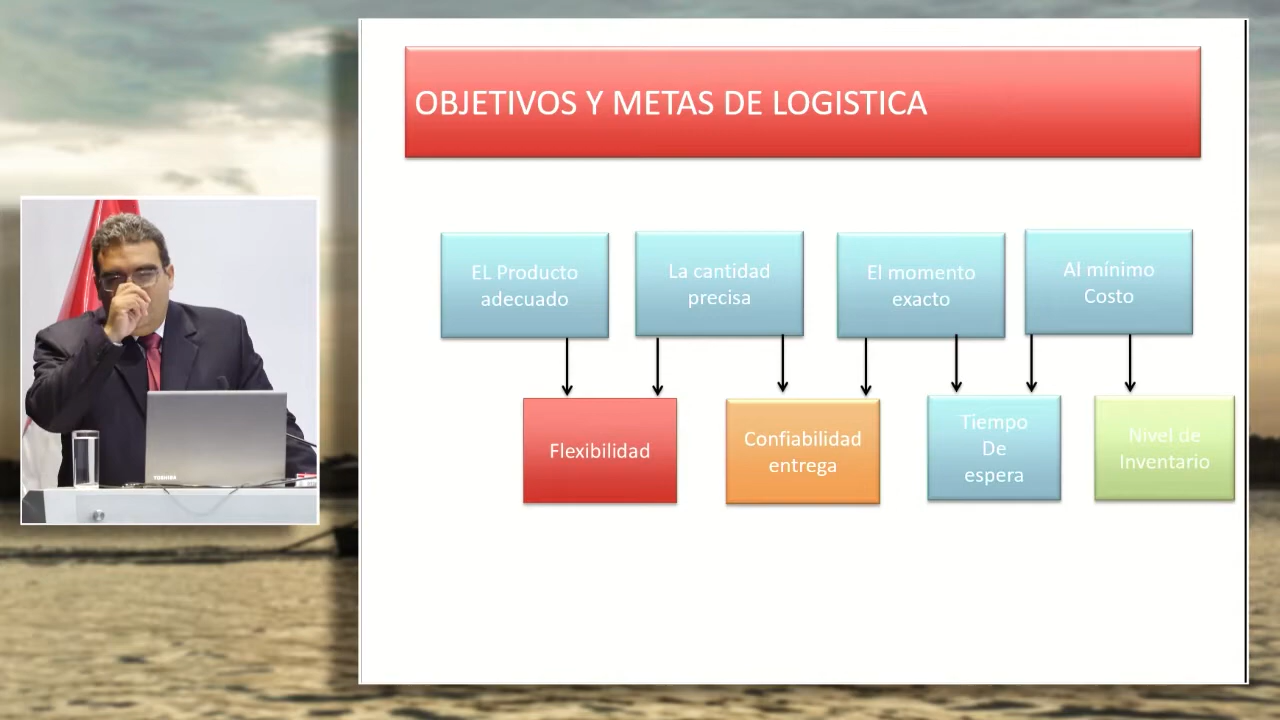 OBJETIVOS Y METAS DE LOGISTICA
EL Producto
adecuado
La cantidad
precisa
El momento
exacto
Al mínimo
Costo
Flexibilidad
Confiabilidad
entrega
Tiempo
De
espera
Nivel de
Inventario
TOSHIBA